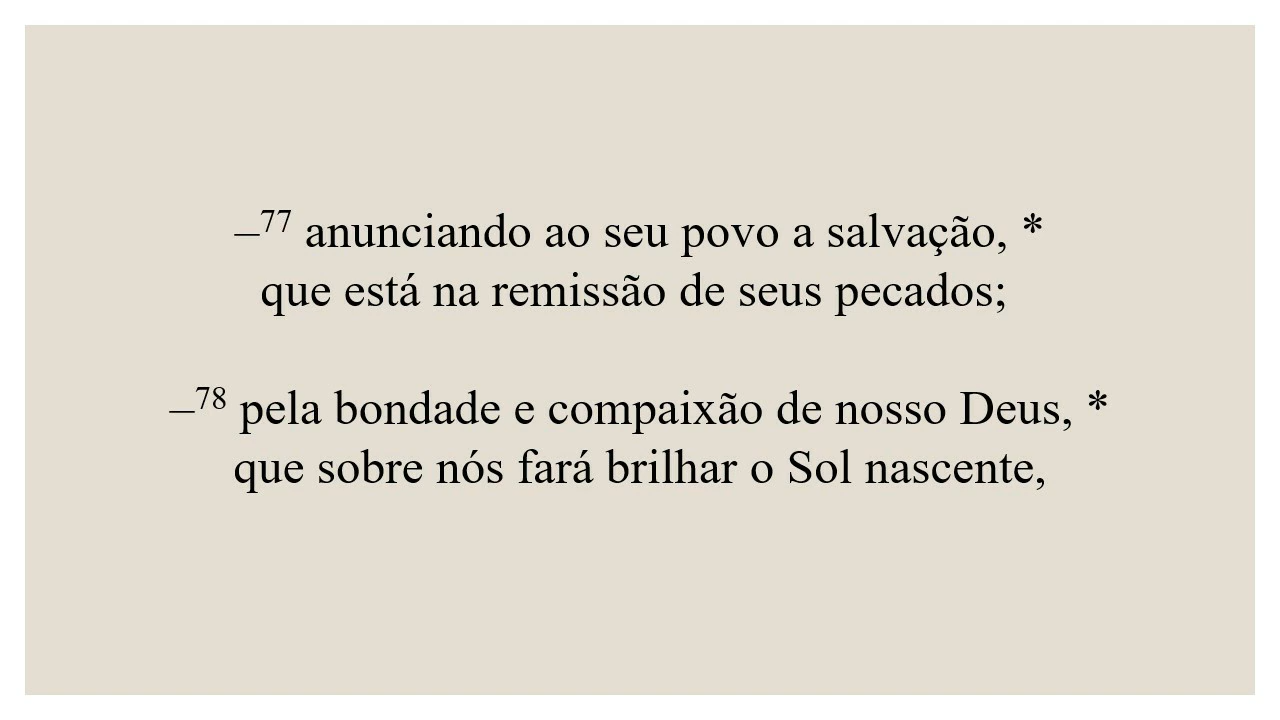 –77 anunciando ao seu povo a salvação, *
que está na remissão de seus pecados;
–78 pela bondade e compaixão de nosso Deus, *
que sobre nós fará brilhar o Sol nascente,